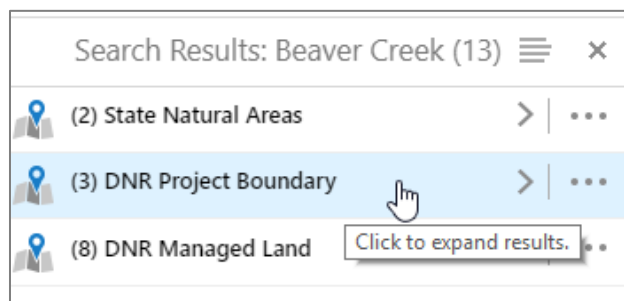 Search Results: Beaver Creek (13)
(2) State Natural Areas
(3) DNR Project Boundary
(8) DNR Managed Land
Click to expand results.